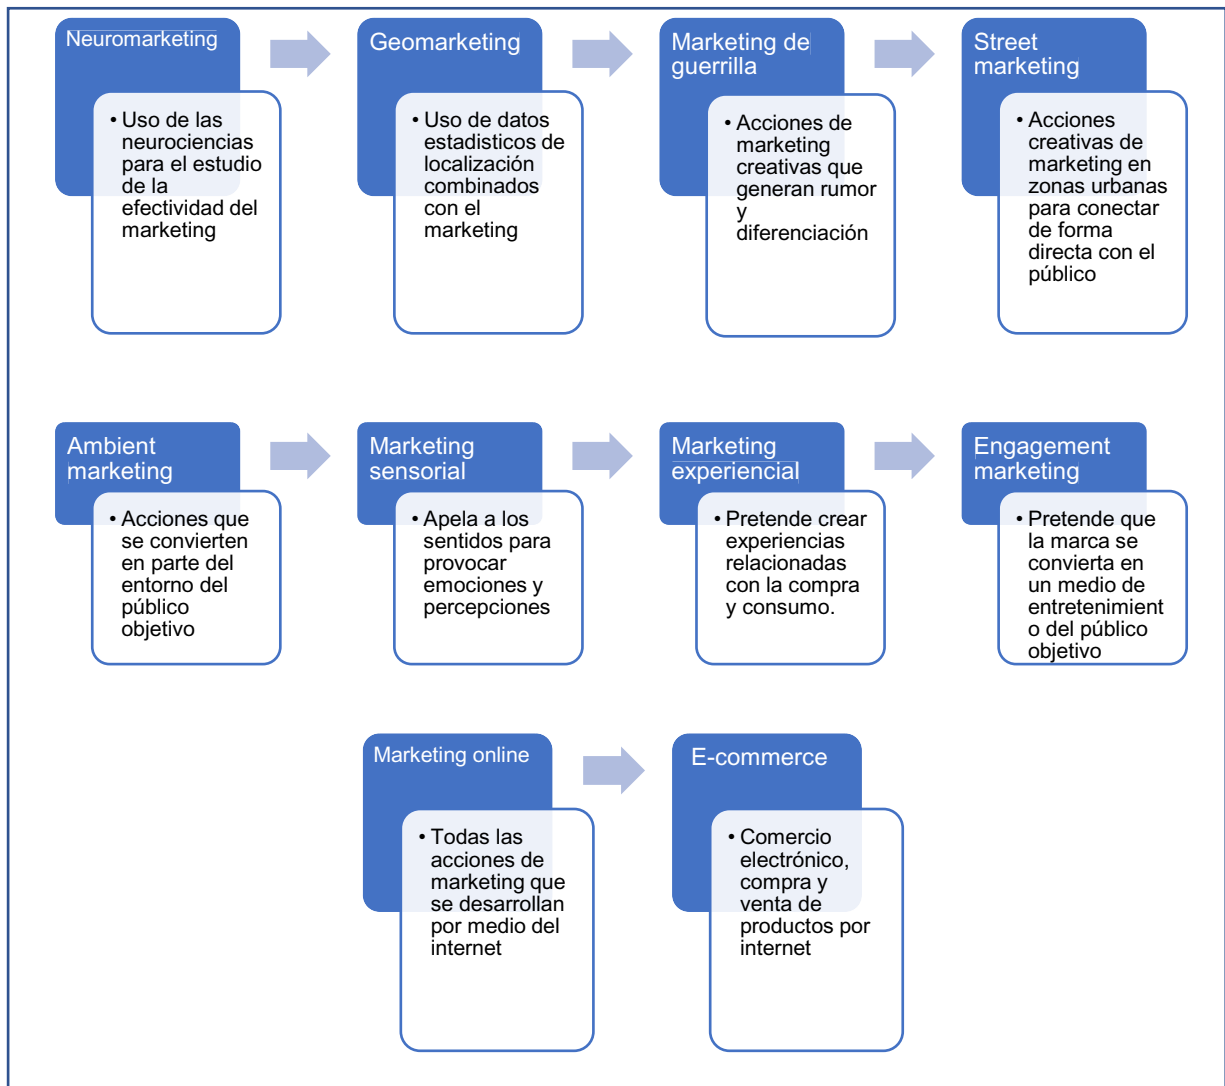 Neuromarketing
• Uso de las
neurociencias
para el estudio
de la
efectividad del
marketing
Geomarketing
• Uso de datos
estadisticos de
localización
combinados
con el
marketing
Marketing de
guerrilla
• Acciones de
marketing
creativas que
generan rumor
y
diferenciación
Street
marketing
• Acciones
creativas de
marketing en
zonas urbanas
para conectar
de forma
directa con el
público
Ambient
marketing
• Acciones que
se convierten
en parte del
entorno del
público
objetivo
Marketing
sensorial
• Apela a los
sentidos para
provocar
emociones y
percepciones
Marketing
experiencial
• Pretende crear
experiencias
relacionadas
con la compra
y consumo.
Engagement
marketing
• Pretende que
la marca se
convierta en
un medio de
entretenimient
o del público
objetivo
Marketing online
• Todas las
acciones de
marketing que
se desarrollan
por medio del
internet
E-commerce
• Comercio
electrónico,
compra y
venta de
productos por
internet